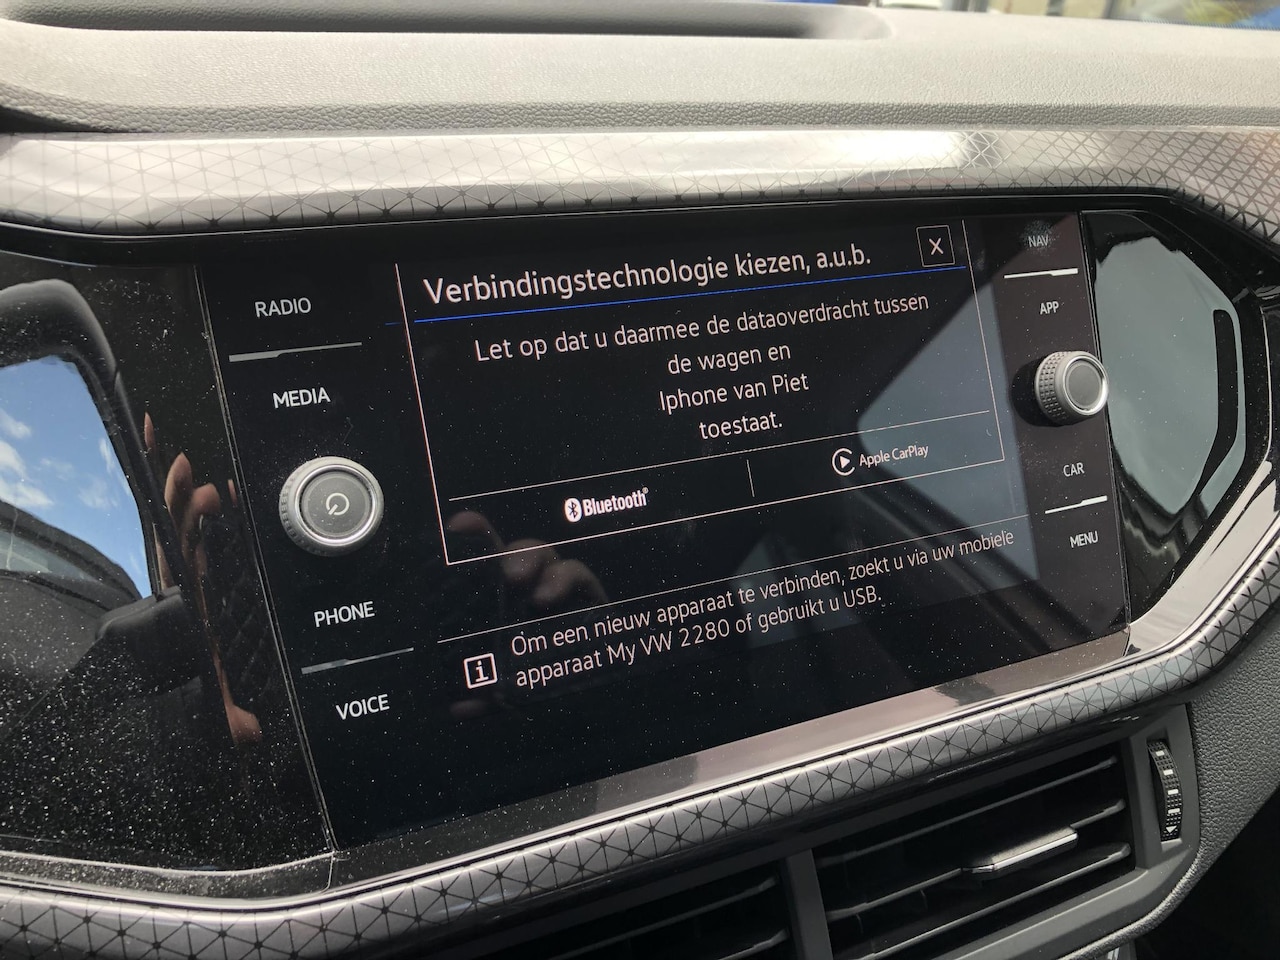 RADIO
MEDIA
PHONE
VOICE
Verbindingstechnologie kiezen, a.u.b.
X
Let op dat u daarmee de dataoverdracht tussen
de wagen en
Iphone van Piet
toestaat.
Bluetooth®
Apple CarPlay
i
Om een nieuw apparaat te verbinden, zoekt u via uw mobiele
apparaat My VW 2280 of gebruikt u USB.
NAV
APP
CAR
MENU